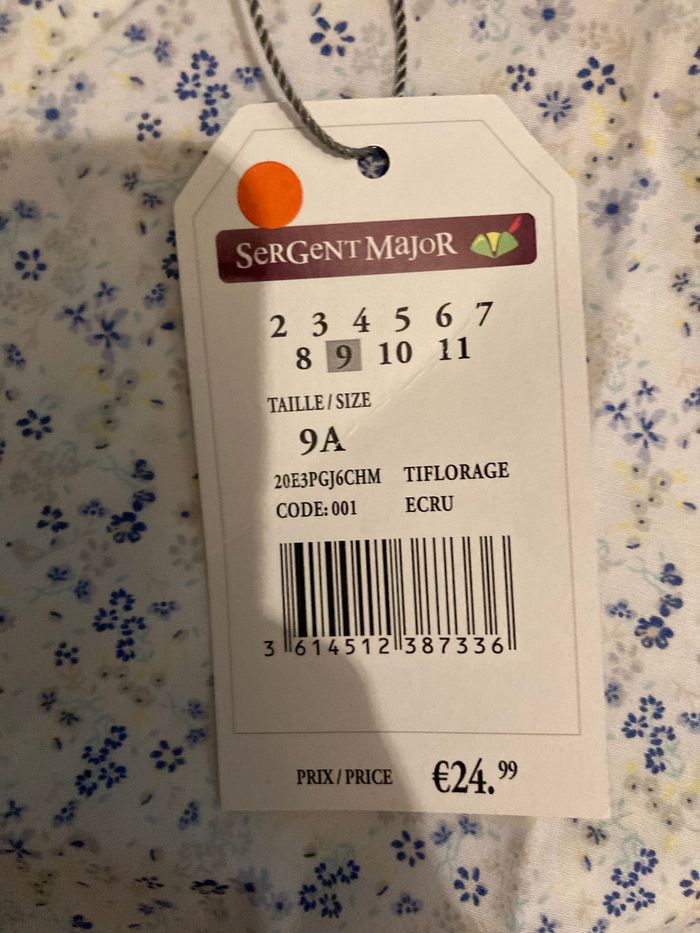 SeRGeNT MaJoR
2 3 4 5 6 7
8 9 10 11
TAILLE / SIZE
9A
20E3PGJ6CHM TIFLORAGE
CODE: 001 ECRU
3 614512 387336
PRIX / PRICE €24.99